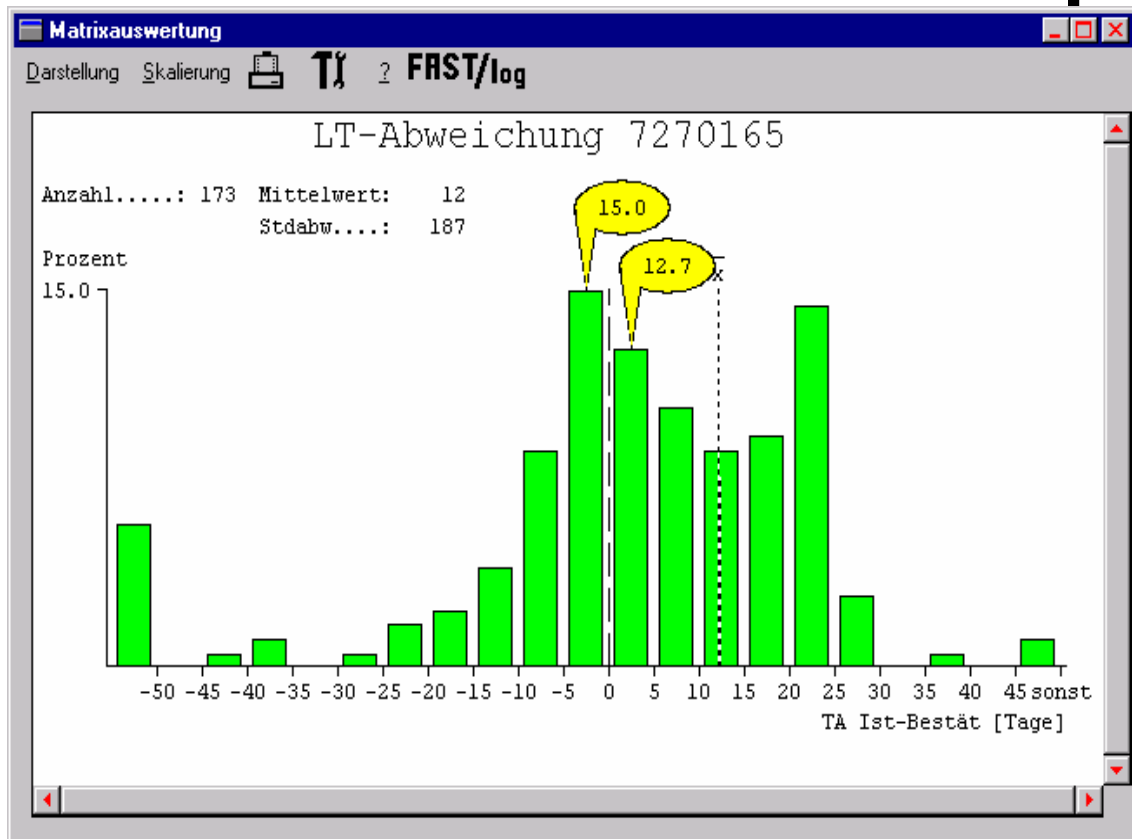 Matrixauswertung
Darstellung Skalierung ? FAST/log
LT-Abweichung 7270165
Anzahl.....: 173 Mittelwert: 12
Stdabw....: 187
15.0
12.7
x
Prozent
15.0
-50 -45 -40 -35 -30 -25 -20 -15 -10 -5 0 5 10 15 20 25 30 35 40 45 sonst
TA Ist-Bestät [Tage]